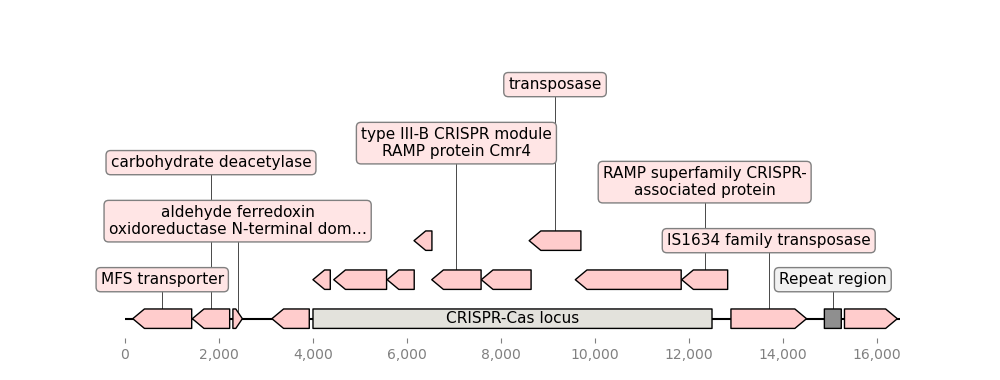 transposase
type III-B CRISPR module
RAMP protein Cmr4
carbohydrate deacetylase
RAMP superfamily CRISPR-
associated protein
aldehyde ferredoxin
oxidoreductase N-terminal dom…
IS1634 family transposase
MFS transporter
Repeat region
CRISPR-Cas locus
0 2,000 4,000 6,000 8,000 10,000 12,000 14,000 16,000